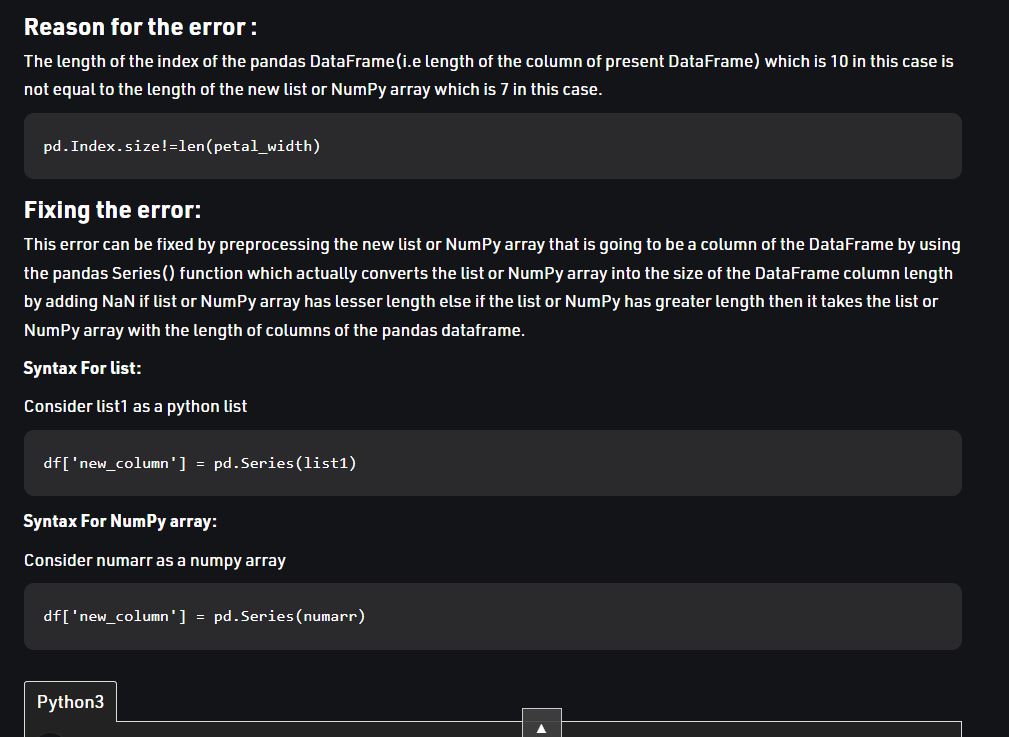 Reason for the error :
The length of the index of the pandas DataFrame(i.e length of the column of present DataFrame) which is 10 in this case is
not equal to the length of the new list or NumPy array which is 7 in this case.
pd.Index.size!=len(petal_width)
Fixing the error:
This error can be fixed by preprocessing the new list or NumPy array that is going to be a column of the DataFrame by using
the pandas Series() function which actually converts the list or NumPy array into the size of the DataFrame column length
by adding NaN if list or NumPy array has lesser length else if the list or NumPy has greater length then it takes the list or
NumPy array with the length of columns of the pandas dataframe.
Syntax For list:
Consider list1 as a python list
df['new_column'] = pd.Series(list1)
Syntax For NumPy array:
Consider numarr as a numpy array
df['new_column'] = pd.Series(numarr)
Python3